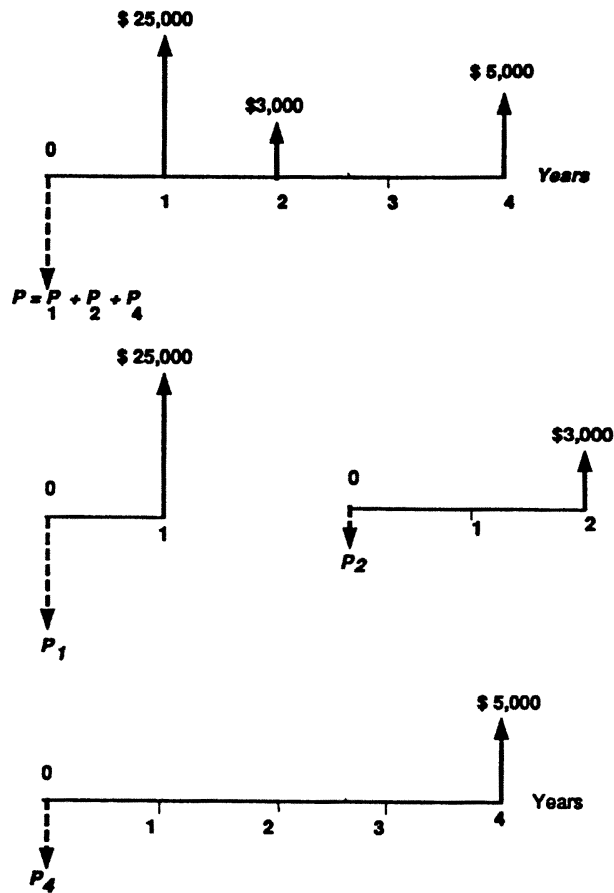 $ 25,000
$ 5,000
$3,000
0
Years
1 2 3 4
P = P1 + P2 + P4
$ 25,000
$3,000
0
0
1
1 2
P2
P1
$ 5,000
0
Years
1 2 3 4
P4